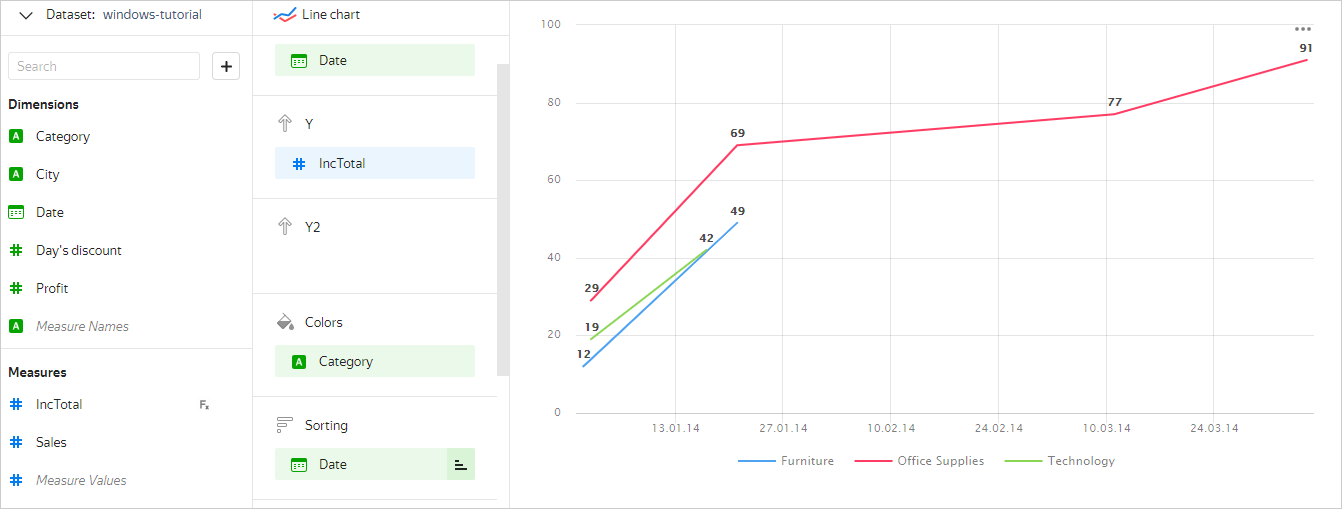 Dataset: windows-tutorial
Search
+
Dimensions
A Category
A City
Date
# Day's discount
# Profit
A Measure Names
Measures
# IncTotal Fx
# Sales
# Measure Values
Line chart
Date
Y
# IncTotal
Y2
Colors
A Category
Sorting
Date
100
80
60
40
20
0
91
77
69
49
42
29
19
12
13.01.14 27.01.14 10.02.14 24.02.14 10.03.14 24.03.14
Furniture Office Supplies Technology